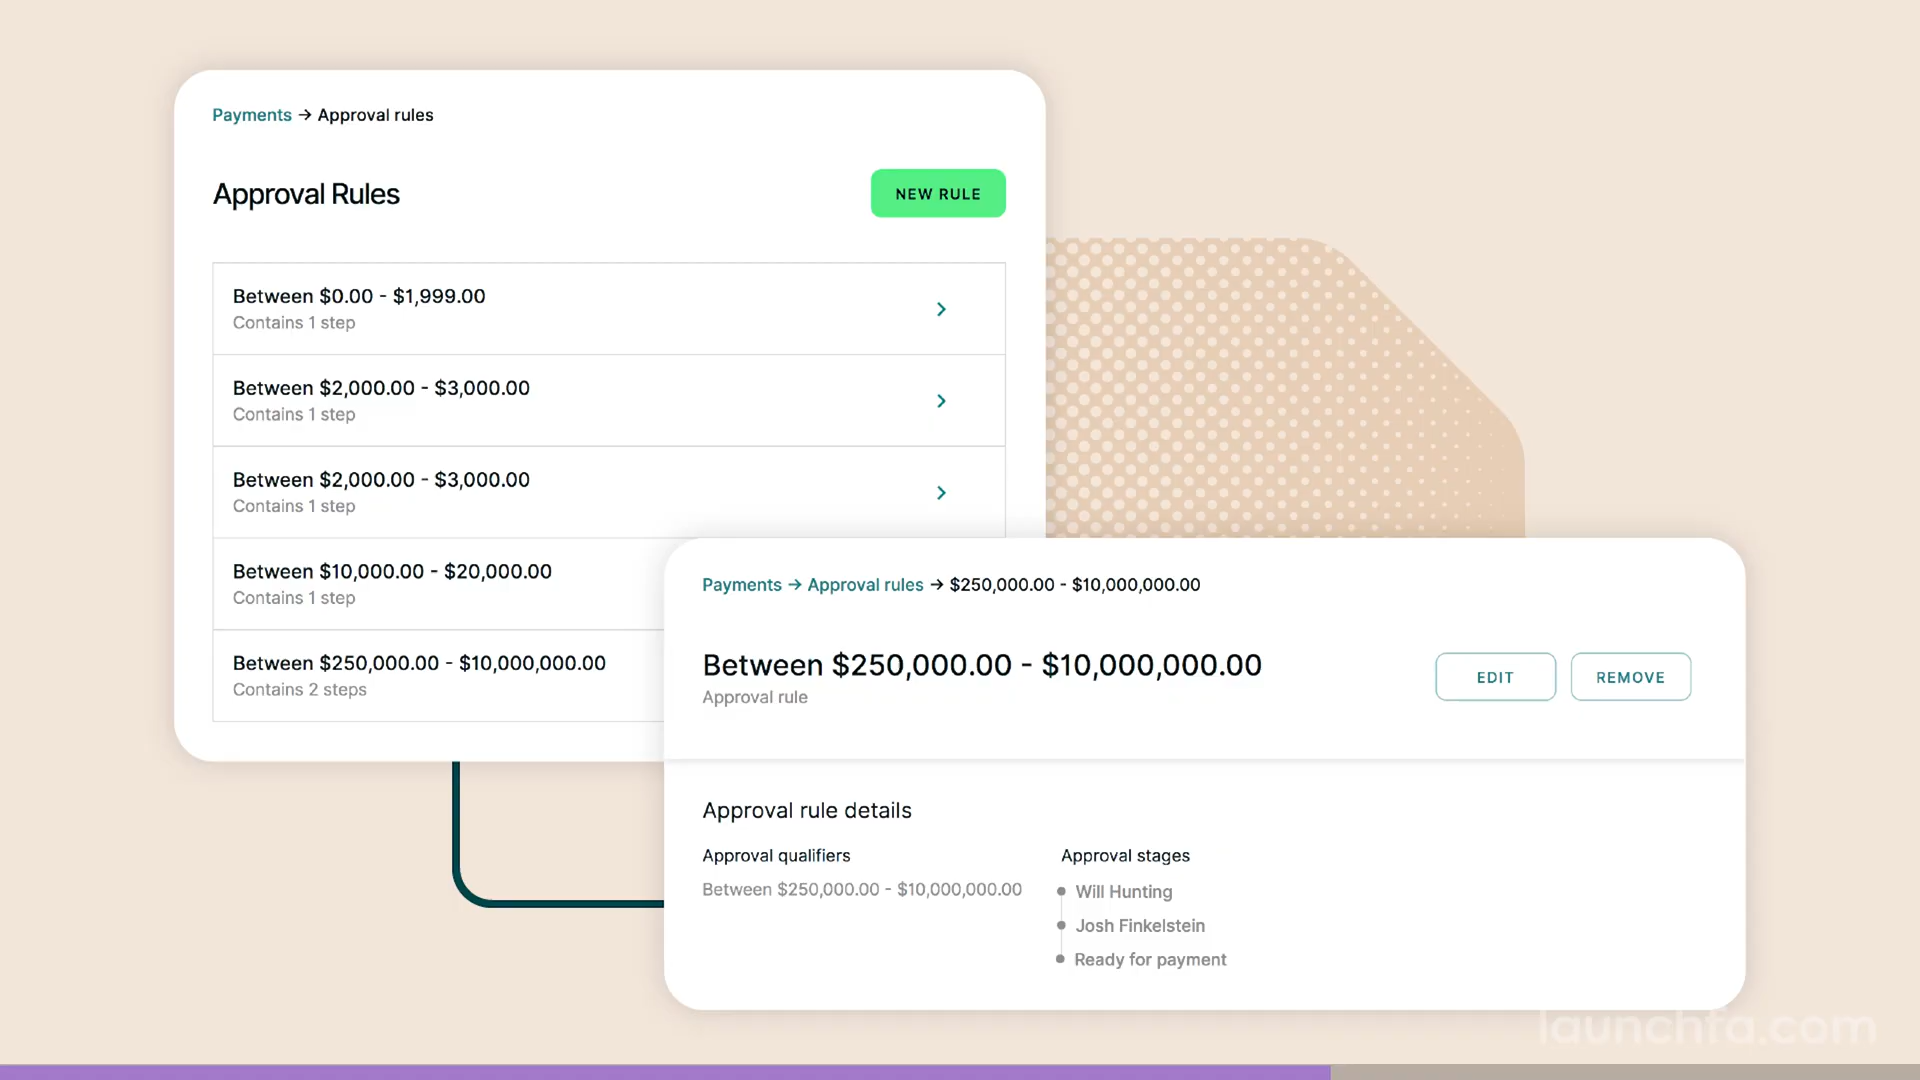 Payments → Approval rules
Approval Rules
NEW RULE
Between $0.00 - $1,999.00
Contains 1 step
Between $2,000.00 - $3,000.00
Contains 1 step
Between $2,000.00 - $3,000.00
Contains 1 step
Between $10,000.00 - $20,000.00
Contains 1 step
Between $250,000.00 - $10,000,000.00
Contains 2 steps
Payments → Approval rules → $250,000.00 - $10,000,000.00
Between $250,000.00 - $10,000,000.00
Approval rule
EDIT
REMOVE
Approval rule details
Approval qualifiers
Between $250,000.00 - $10,000,000.00
Approval stages
Will Hunting
Josh Finkelstein
Ready for payment
launchfa.com